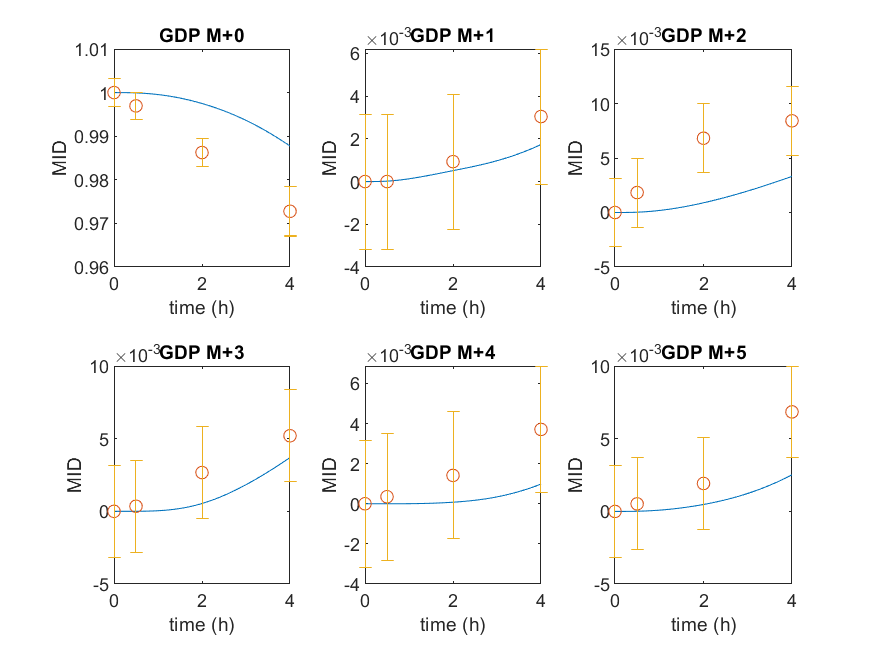 GDP M+0
1.01
1
0.99
0.98
0.97
0.96
MID
0 2 4
time (h)
×10-3 GDP M+1
6
4
2
0
-2
-4
MID
0 2 4
time (h)
×10-3 GDP M+2
15
10
5
0
-5
MID
0 2 4
time (h)
×10-3 GDP M+3
10
5
0
-5
MID
0 2 4
time (h)
×10-3 GDP M+4
6
4
2
0
-2
-4
MID
0 2 4
time (h)
×10-3 GDP M+5
10
5
0
-5
MID
0 2 4
time (h)